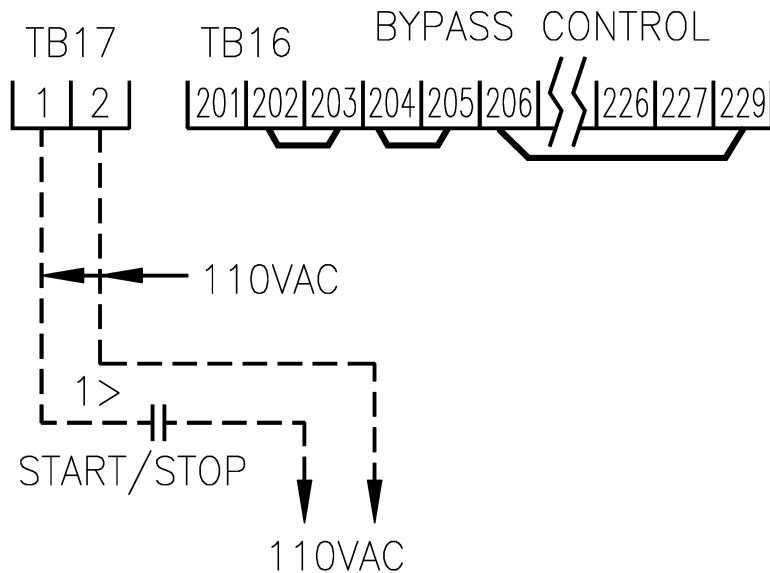 BYPASS CONTROL
TB17 TB16
1 2 201 202 203 204 205 206 226 227 229
110VAC
1>
START/STOP
110VAC